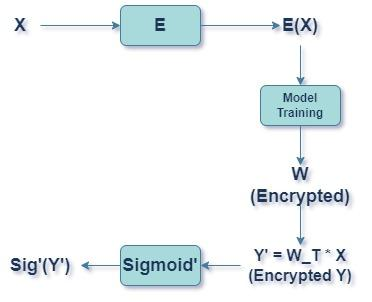 X
E
E(X)
Model
Training
W
(Encrypted)
Y' = W_T * X
(Encrypted Y)
Sigmoid'
Sig'(Y')